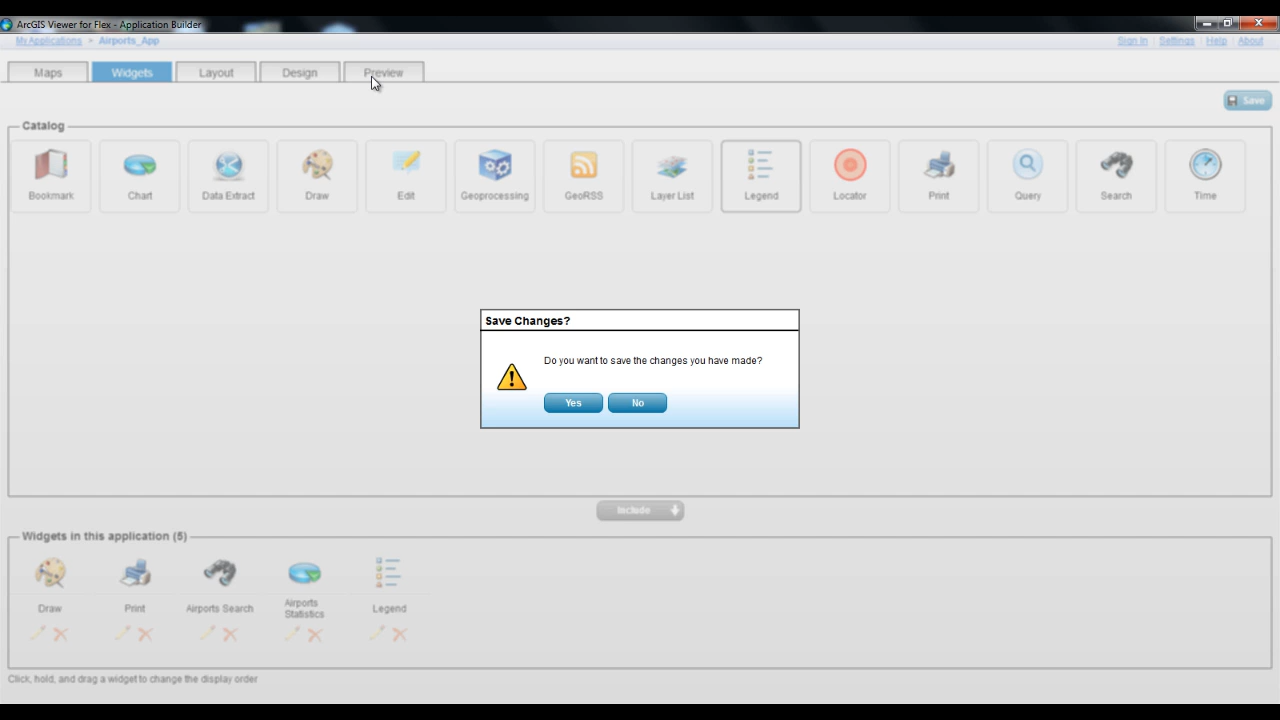 ArcGIS Viewer for Flex - Application Builder
My Applications > Airports_App
Sign In | Settings | Help | About
Maps Widgets Layout Design Preview
Save
Catalog
Bookmark Chart Data Extract Draw Edit Geoprocessing GeoRSS Layer List Legend Locator Print Query Search Time
Save Changes?
Do you want to save the changes you have made?
Yes No
Include
Widgets in this application (5)
Draw Print Airports Search Airports Statistics Legend
Click, hold, and drag a widget to change the display order